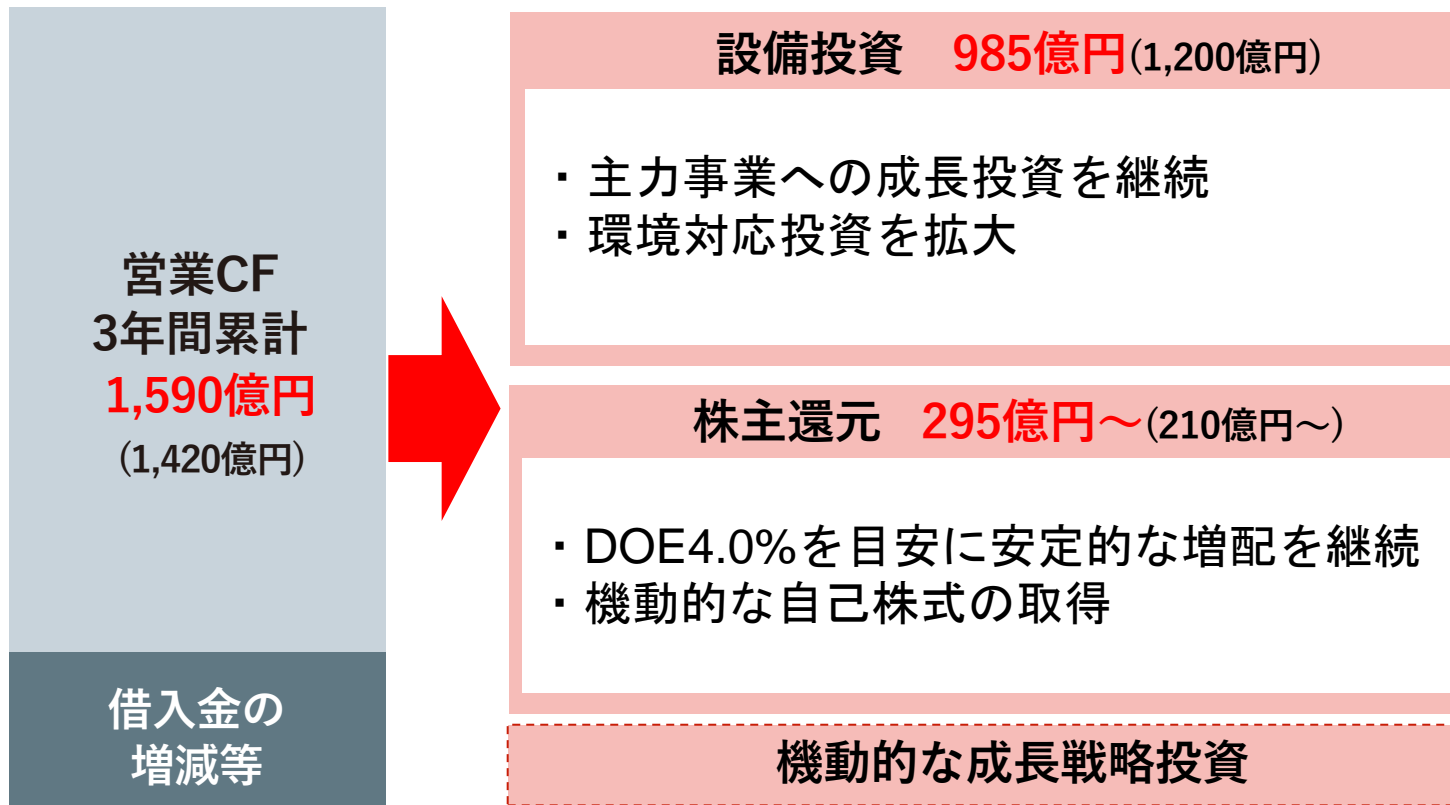 営業CF
3年間累計
1,590億円
(1,420億円)
借入金の
増減等
設備投資 985億円(1,200億円)
・主力事業への成長投資を継続
・環境対応投資を拡大
株主還元 295億円～(210億円～)
・DOE4.0%を目安に安定的な増配を継続
・機動的な自己株式の取得
機動的な成長戦略投資